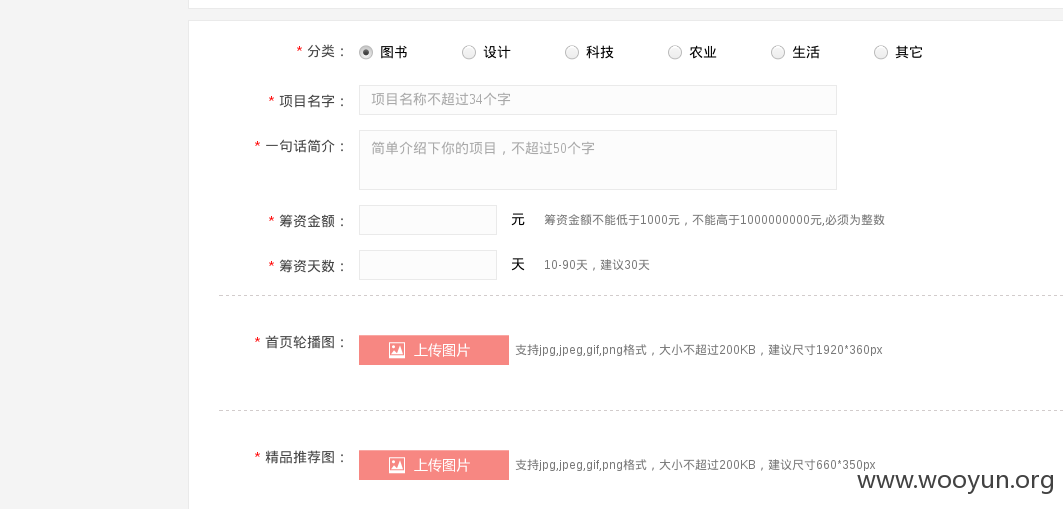 * 分类： 图书 设计 科技 农业 生活 其它
* 项目名字： 项目名称不超过34个字
* 一句话简介： 简单介绍下你的项目，不超过50个字
* 筹资金额： 元 筹资金额不能低于1000元，不能高于1000000000元,必须为整数
* 筹资天数： 天 10-90天，建议30天
* 首页轮播图： 上传图片 支持jpg,jpeg,gif,png格式，大小不超过200KB，建议尺寸1920*360px
* 精品推荐图： 上传图片 支持jpg,jpeg,gif,png格式，大小不超过200KB，建议尺寸660*350px
www.wooyun.org